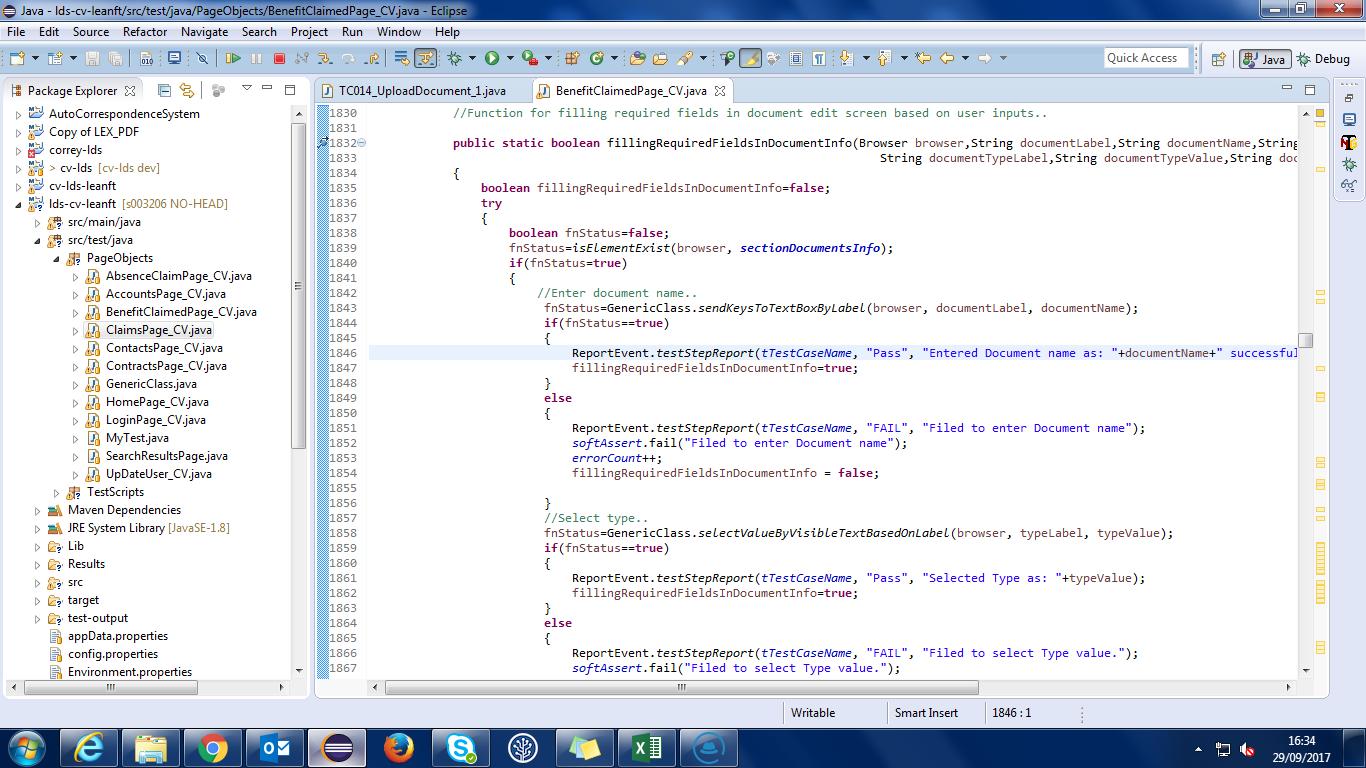 Java - lds-cv-leanft/src/test/java/PageObjects/BenefitClaimedPage_CV.java - Eclipse
File Edit Source Refactor Navigate Search Project Run Window Help
Quick Access Java Debug
Package Explorer
AutoCorrespondenceSystem
Copy of LEX_PDF
correy-lds
> cv-lds [cv-lds dev]
cv-lds-leanft
lds-cv-leanft [s003206 NO-HEAD]
src/main/java
src/test/java
PageObjects
AbsenceClaimPage_CV.java
AccountsPage_CV.java
BenefitClaimedPage_CV.java
ClaimsPage_CV.java
ContactsPage_CV.java
ContractsPage_CV.java
GenericClass.java
HomePage_CV.java
LoginPage_CV.java
MyTest.java
SearchResultsPage.java
UpDateUser_CV.java
TestScripts
Maven Dependencies
JRE System Library [JavaSE-1.8]
Lib
Results
src
target
test-output
appData.properties
config.properties
Environment.properties
TC014_UploadDocument_1.java BenefitClaimedPage_CV.java
1830 //Function for filling required fields in document edit screen based on user inputs..
1831
1832 public static boolean fillingRequiredFieldsInDocumentInfo(Browser browser,String documentLabel,String documentName,String
1833 String documentTypeLabel,String documentTypeValue,String doc
1834 {
1835 boolean fillingRequiredFieldsInDocumentInfo=false;
1836 try
1837 {
1838 boolean fnStatus=false;
1839 fnStatus=isElementExist(browser, sectionDocumentsInfo);
1840 if(fnStatus=true)
1841 {
1842 //Enter document name..
1843 fnStatus=GenericClass.sendKeysToTextBoxByLabel(browser, documentLabel, documentName);
1844 if(fnStatus==true)
1845 {
1846 ReportEvent.testStepReport(tTestCaseName, "Pass", "Entered Document name as: "+documentName+" successful
1847 fillingRequiredFieldsInDocumentInfo=true;
1848 }
1849 else
1850 {
1851 ReportEvent.testStepReport(tTestCaseName, "FAIL", "Filed to enter Document name");
1852 softAssert.fail("Filed to enter Document name");
1853 errorCount++;
1854 fillingRequiredFieldsInDocumentInfo = false;
1855
1856 }
1857 //Select type..
1858 fnStatus=GenericClass.selectValueByVisibleTextBasedOnLabel(browser, typeLabel, typeValue);
1859 if(fnStatus==true)
1860 {
1861 ReportEvent.testStepReport(tTestCaseName, "Pass", "Selected Type as: "+typeValue);
1862 fillingRequiredFieldsInDocumentInfo=true;
1863 }
1864 else
1865 {
1866 ReportEvent.testStepReport(tTestCaseName, "FAIL", "Filed to select Type value.");
1867 softAssert.fail("Filed to select Type value.");
Writable Smart Insert 1846 : 1
16:34
29/09/2017